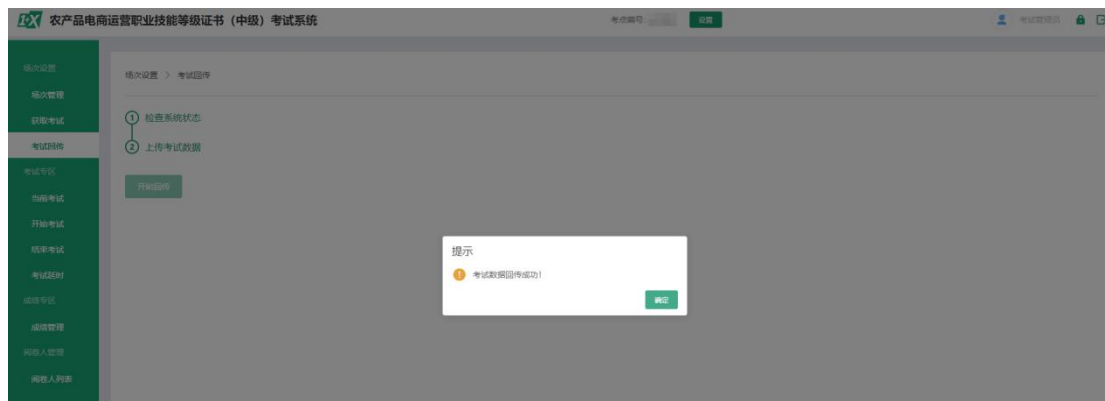 1+X 农产品电商运营职业技能等级证书（中级）考试系统
考点编号: 设置
考试管理员
场次设置
场次管理
获取考试
考试回传
考试专区
当前考试
开始考试
结束考试
考试延时
成绩专区
成绩管理
阅卷人管理
阅卷人列表
场次设置 > 考试回传
1 检查系统状态
2 上传考试数据
开始回传
提示
考试数据回传成功!
确定